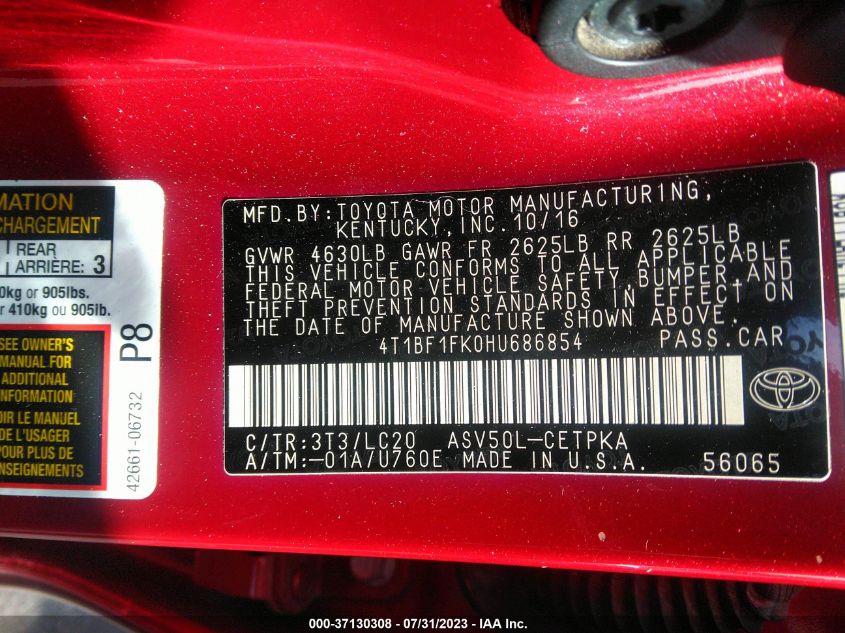 MATION
CHARGEMENT
REAR
ARRIÈRE: 3
0kg or 905lbs.
r 410kg ou 905lb.
SEE OWNER'S
MANUAL FOR
ADDITIONAL
OIR LE MANUEL
DE L'USAGER
POUR PLUS DE
NSEIGNEMENTS
P8
42661-06732
MFD.BY:TOYOTA MOTOR MANUFACTURING,
KENTUCKY,INC.10/16
GVWR 4630LB GAWR FR 2625LB RR 2625LB
THIS VEHICLE CONFORMS TO ALL APPLICABLE
FEDERAL MOTOR VEHICLE SAFETY,BUMPER,AND
THEFT PREVENTION STANDARDS IN EFFECT ON
THE DATE OF MANUFACTURE SHOWN ABOVE.
4T1BF1FK0HU686854 PASS.CAR
C/TR:3T3/LC20 ASV50L-CETPKA
A/TM:-01A/U760E MADE IN U.S.A. 56065
000-37130308 - 07/31/2023 - IAA Inc.